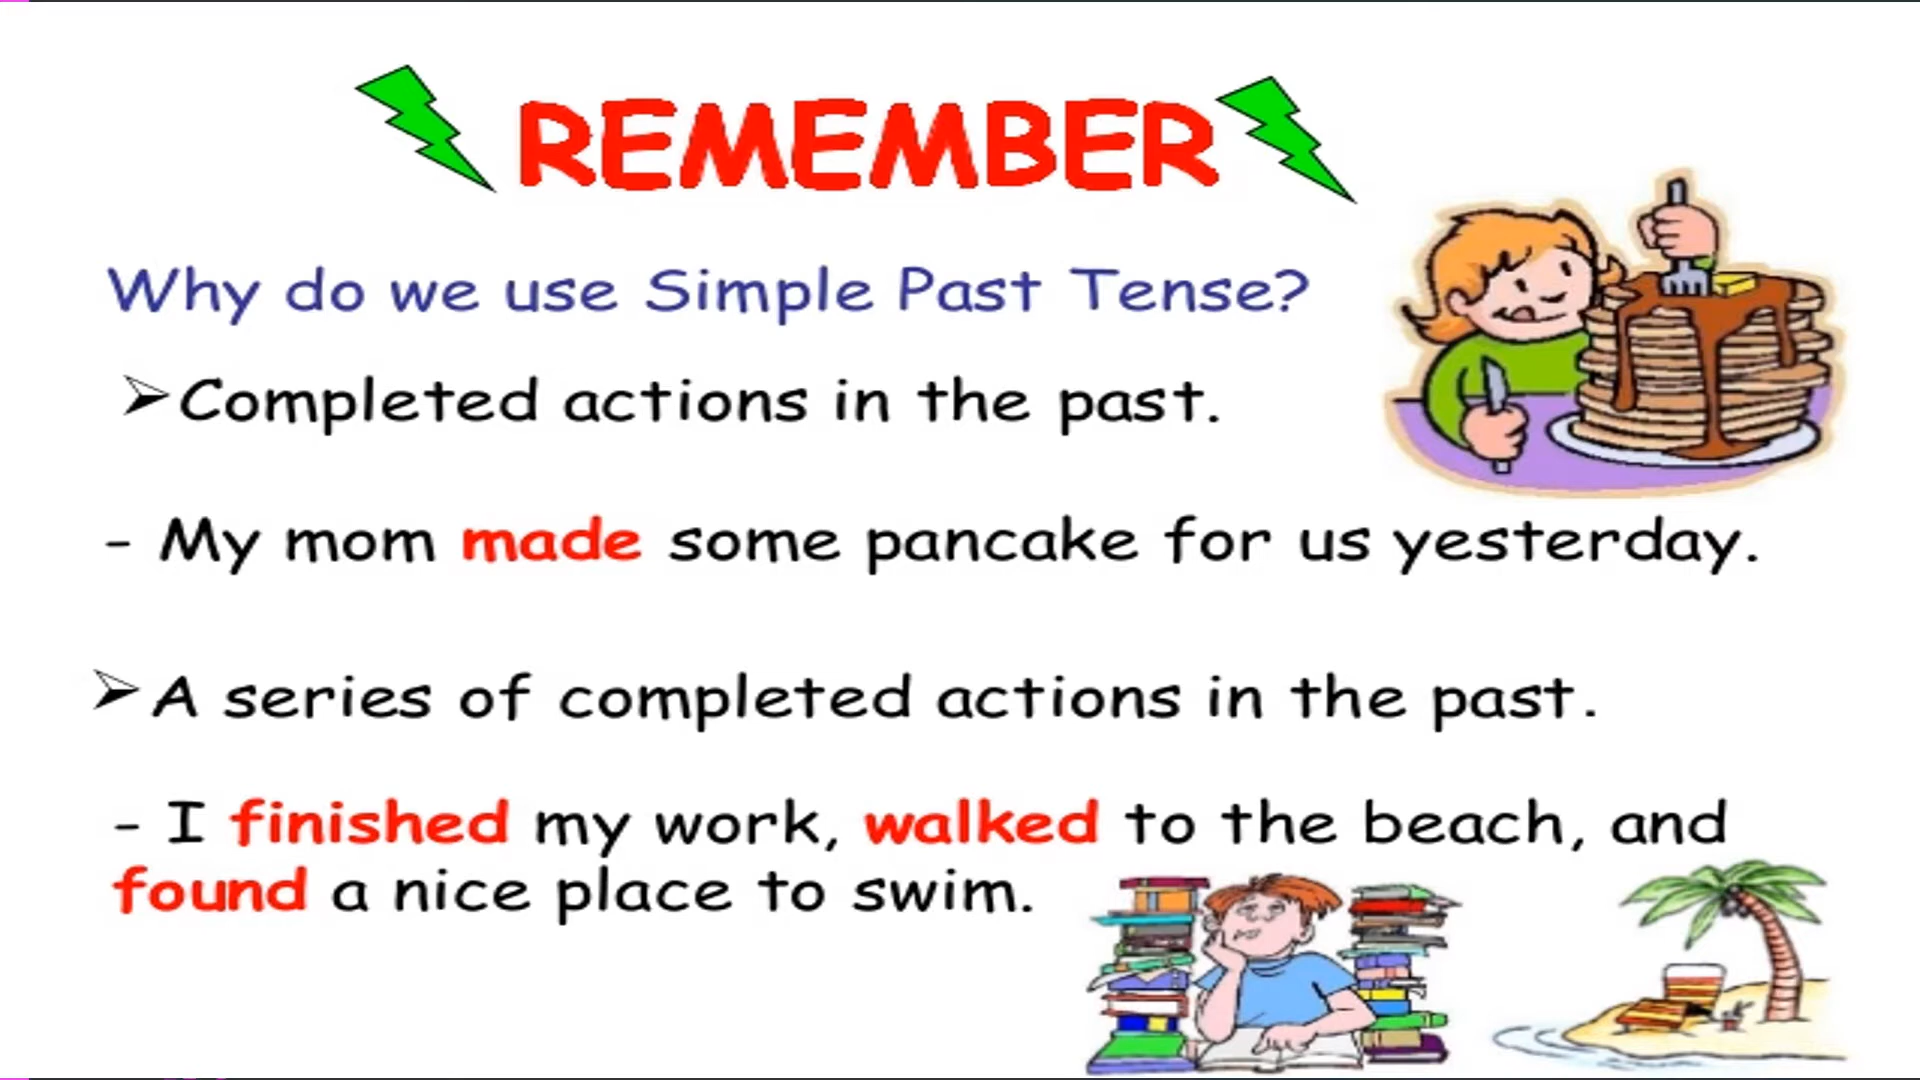 REMEMBER
Why do we use Simple Past Tense?
➢Completed actions in the past.
- My mom made some pancake for us yesterday.
➢A series of completed actions in the past.
- I finished my work, walked to the beach, and
found a nice place to swim.